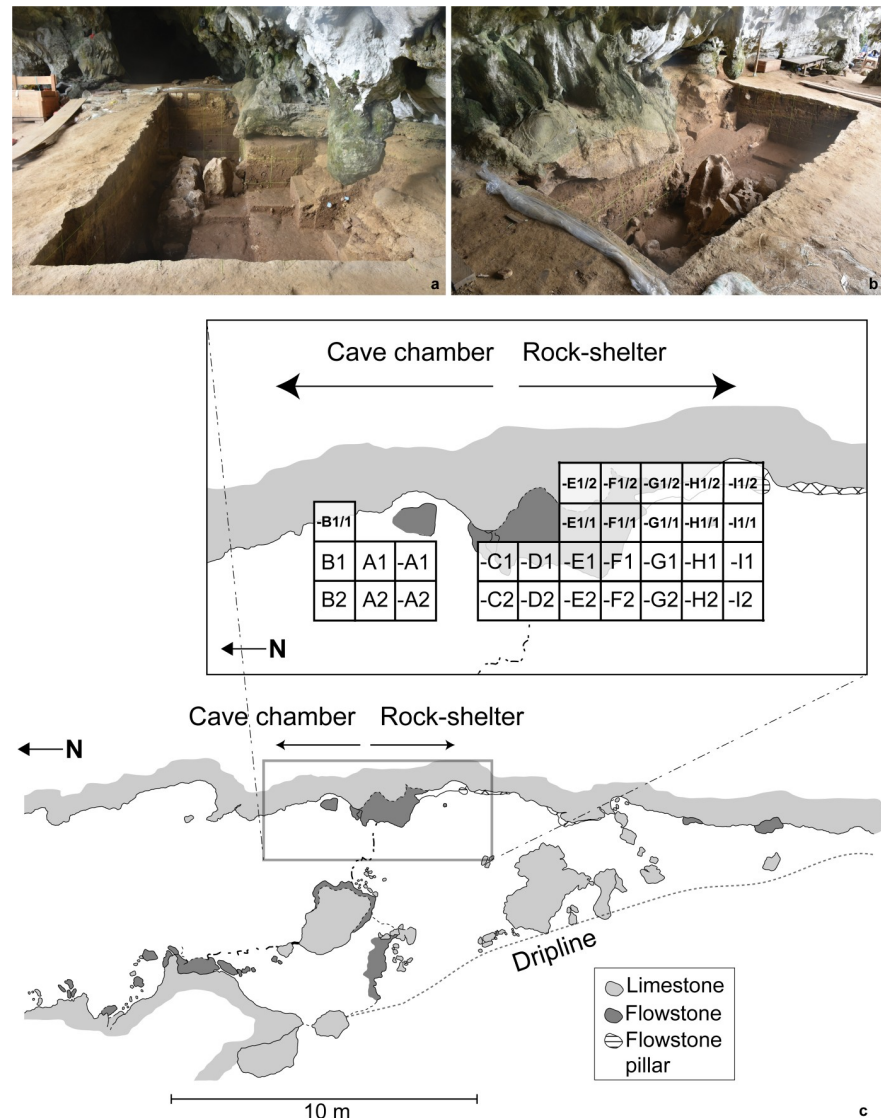 a
b
Cave chamber Rock-shelter
-E1/2 -F1/2 -G1/2 -H1/2 -I1/2
-B1/1 -E1/1 -F1/1 -G1/1 -H1/1 -I1/1
B1 A1 -A1 -C1 -D1 -E1 -F1 -G1 -H1 -I1
B2 A2 -A2 -C2 -D2 -E2 -F2 -G2 -H2 -I2
N
Cave chamber Rock-shelter
N
Dripline
Limestone
Flowstone
Flowstone
pillar
10 m
c